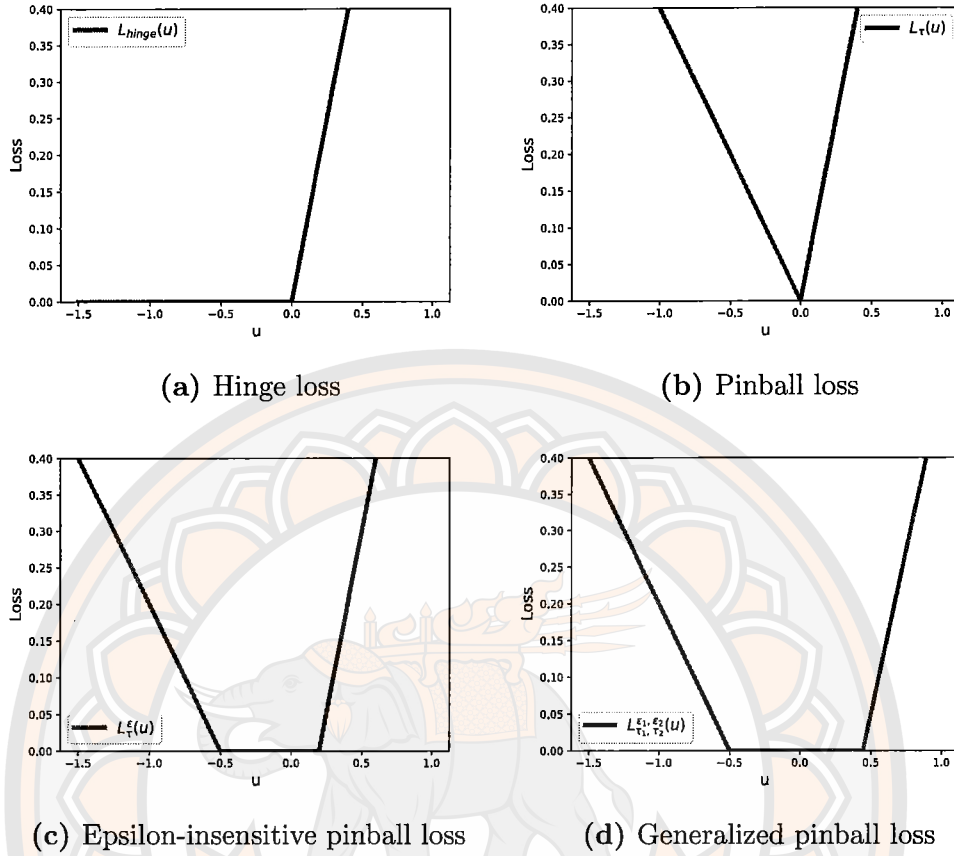 0.40
0.35
0.30
0.25
0.20
0.15
0.10
0.05
0.00
Loss
L_hinge(u)
−1.5 −1.0 −0.5 0.0 0.5 1.0
u
(a) Hinge loss
0.40
0.35
0.30
0.25
0.20
0.15
0.10
0.05
0.00
Loss
L_τ(u)
−1.5 −1.0 −0.5 0.0 0.5 1.0
u
(b) Pinball loss
0.40
0.35
0.30
0.25
0.20
0.15
0.10
0.05
0.00
Loss
L_τ^ε(u)
−1.5 −1.0 −0.5 0.0 0.5 1.0
u
(c) Epsilon-insensitive pinball loss
0.40
0.35
0.30
0.25
0.20
0.15
0.10
0.05
0.00
Loss
L_{τ1, τ2}^{ε1, ε2}(u)
−1.5 −1.0 −0.5 0.0 0.5 1.0
u
(d) Generalized pinball loss